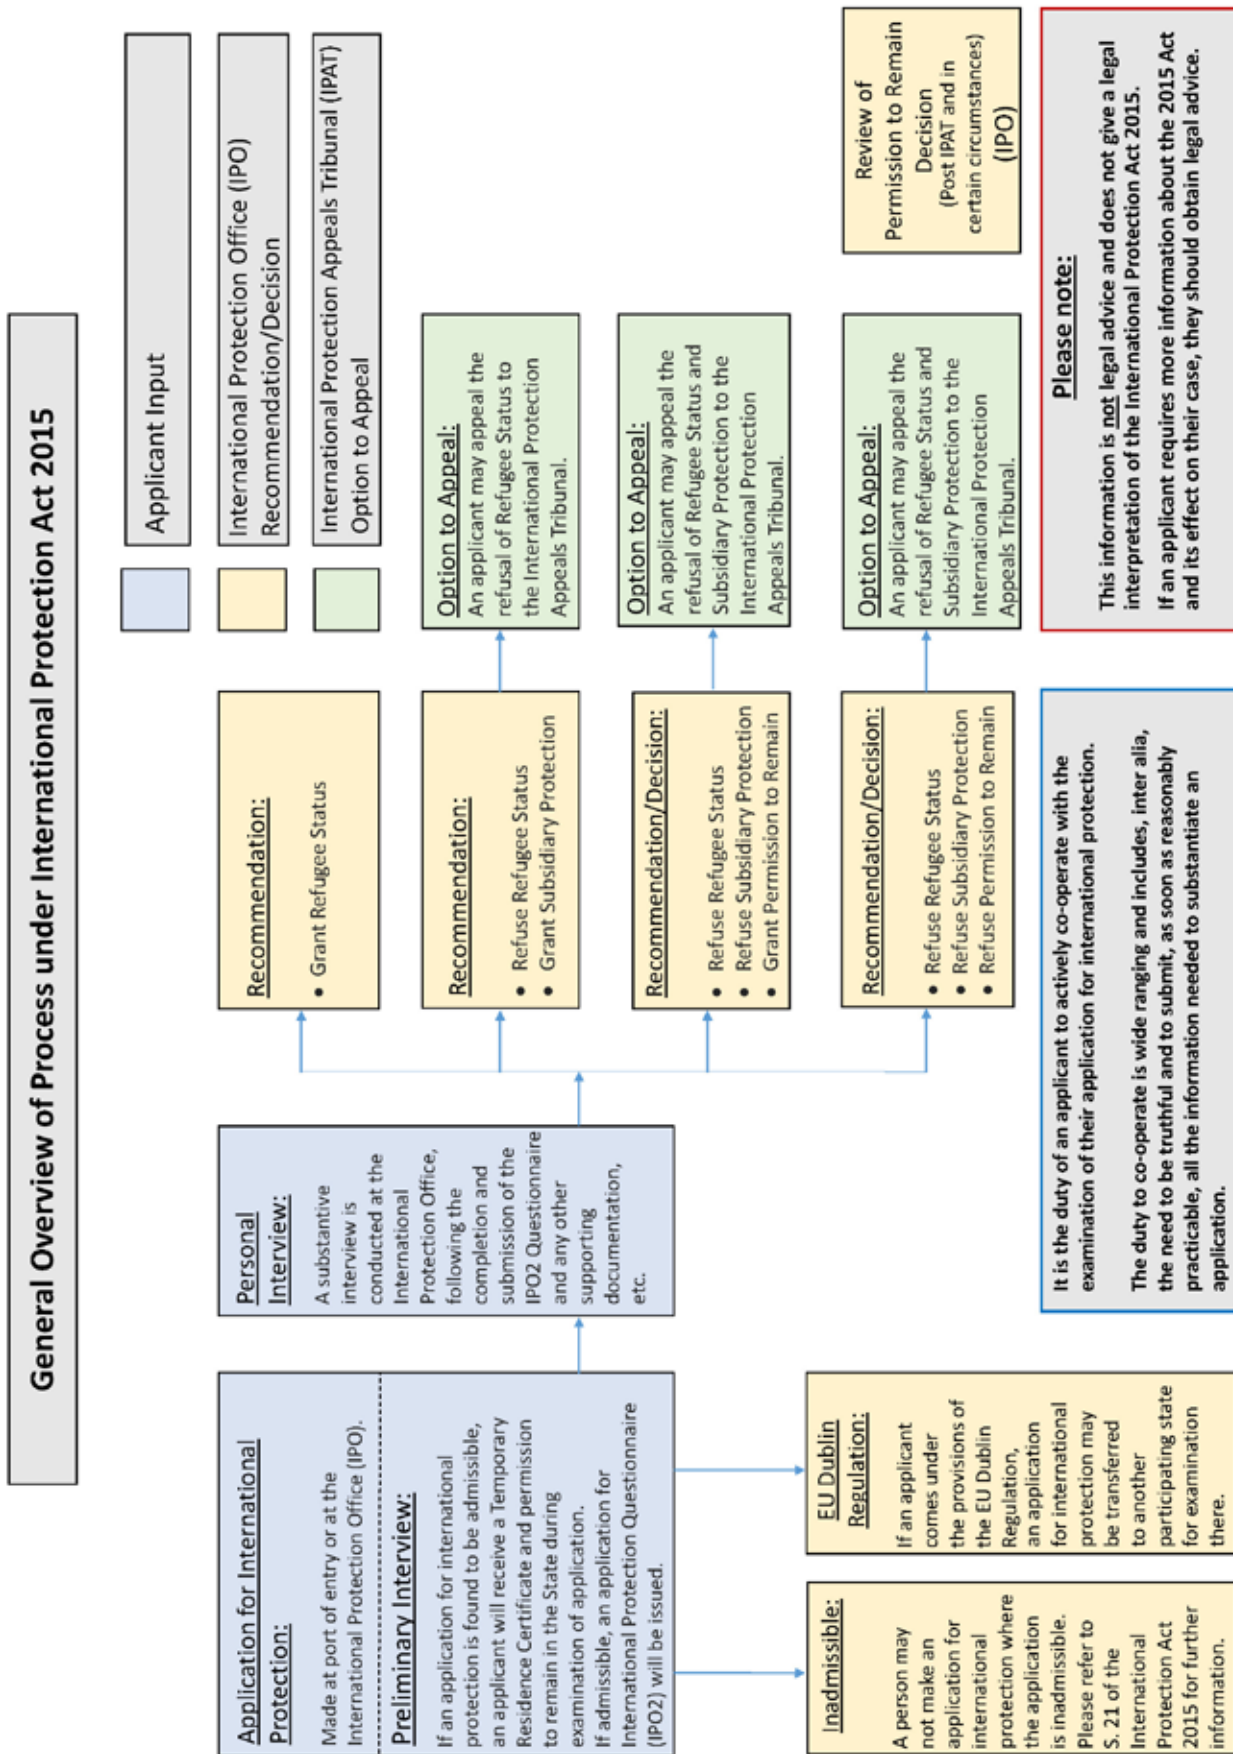 General Overview of Process under International Protection Act 2015
Applicant Input
International Protection Office (IPO)
Recommendation/Decision
International Protection Appeals Tribunal (IPAT)
Option to Appeal
Application for International
Protection:
Made at port of entry or at the
International Protection Office (IPO).
Preliminary Interview:
If an application for international
protection is found to be admissible,
an applicant will receive a Temporary
Residence Certificate and permission
to remain in the State during
examination of application.
If admissible, an application for
International Protection Questionnaire
(IPO2) will be issued.
Personal
Interview:
A substantive
interview is
conducted at the
International
Protection Office,
following the
completion and
submission of the
IPO2 Questionnaire
and any other
supporting
documentation,
etc.
Recommendation:
• Grant Refugee Status
Recommendation:
• Refuse Refugee Status
• Grant Subsidiary Protection
Option to Appeal:
An applicant may appeal the
refusal of Refugee Status to
the International Protection
Appeals Tribunal.
Recommendation/Decision:
• Refuse Refugee Status
• Refuse Subsidiary Protection
• Grant Permission to Remain
Option to Appeal:
An applicant may appeal the
refusal of Refugee Status and
Subsidiary Protection to the
International Protection
Appeals Tribunal.
Recommendation/Decision:
• Refuse Refugee Status
• Refuse Subsidiary Protection
• Refuse Permission to Remain
Option to Appeal:
An applicant may appeal the
refusal of Refugee Status and
Subsidiary Protection to the
International Protection
Appeals Tribunal.
Review of
Permission to Remain
Decision
(Post IPAT and in
certain circumstances)
(IPO)
Inadmissible:
A person may
not make an
application for
international
protection where
the application
is inadmissible.
Please refer to
S. 21 of the
International
Protection Act
2015 for further
information.
EU Dublin
Regulation:
If an applicant
comes under
the provisions of
the EU Dublin
Regulation,
an application
for international
protection may
be transferred
to another
participating state
for examination
there.
It is the duty of an applicant to actively co-operate with the
examination of their application for international protection.
The duty to co-operate is wide ranging and includes, inter alia,
the need to be truthful and to submit, as soon as reasonably
practicable, all the information needed to substantiate an
application.
Please note:
This information is not legal advice and does not give a legal
interpretation of the International Protection Act 2015.
If an applicant requires more information about the 2015 Act
and its effect on their case, they should obtain legal advice.